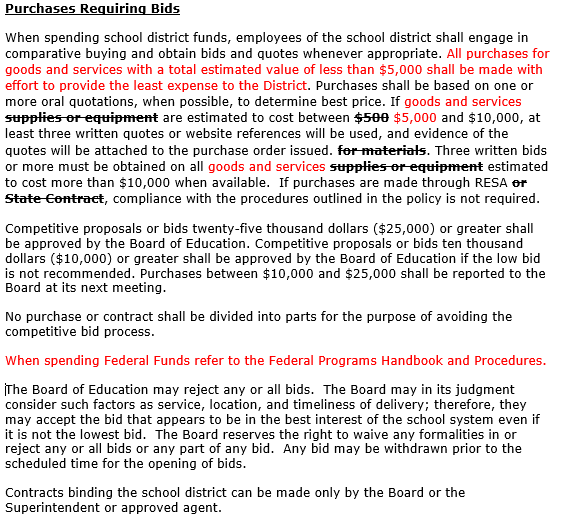 Purchases Requiring Bids
When spending school district funds, employees of the school district shall engage in
comparative buying and obtain bids and quotes whenever appropriate. All purchases for
goods and services with a total estimated value of less than $5,000 shall be made with
effort to provide the least expense to the District. Purchases shall be based on one or
more oral quotations, when possible, to determine best price. If goods and services
supplies or equipment are estimated to cost between $500 $5,000 and $10,000, at
least three written quotes or website references will be used, and evidence of the
quotes will be attached to the purchase order issued. for materials. Three written bids
or more must be obtained on all goods and services supplies or equipment estimated
to cost more than $10,000 when available.  If purchases are made through RESA or
State Contract, compliance with the procedures outlined in the policy is not required.
Competitive proposals or bids twenty-five thousand dollars ($25,000) or greater shall
be approved by the Board of Education. Competitive proposals or bids ten thousand
dollars ($10,000) or greater shall be approved by the Board of Education if the low bid
is not recommended. Purchases between $10,000 and $25,000 shall be reported to the
Board at its next meeting.
No purchase or contract shall be divided into parts for the purpose of avoiding the
competitive bid process.
When spending Federal Funds refer to the Federal Programs Handbook and Procedures.
The Board of Education may reject any or all bids.  The Board may in its judgment
consider such factors as service, location, and timeliness of delivery; therefore, they
may accept the bid that appears to be in the best interest of the school system even if
it is not the lowest bid.  The Board reserves the right to waive any formalities in or
reject any or all bids or any part of any bid.  Any bid may be withdrawn prior to the
scheduled time for the opening of bids.
Contracts binding the school district can be made only by the Board or the
Superintendent or approved agent.